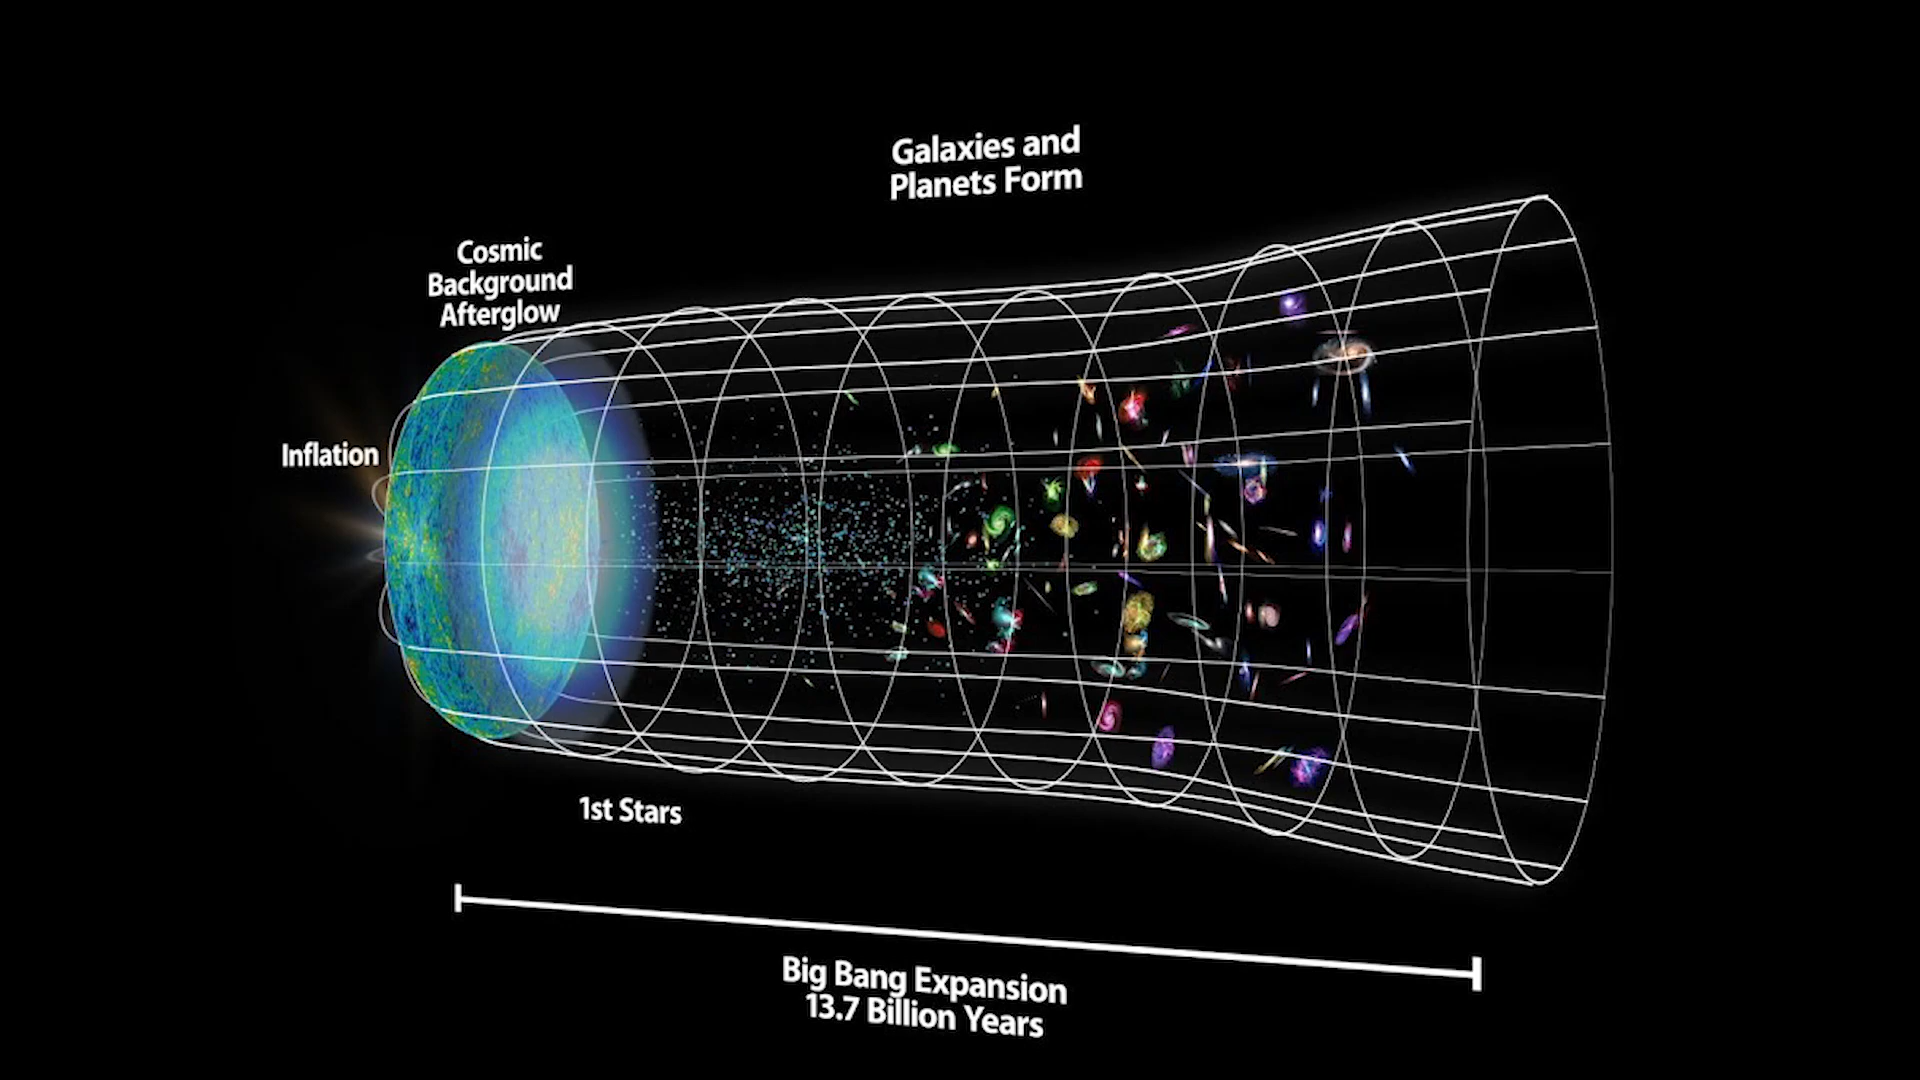 Galaxies and
Planets Form
Cosmic
Background
Afterglow
Inflation
1st Stars
Big Bang Expansion
13.7 Billion Years